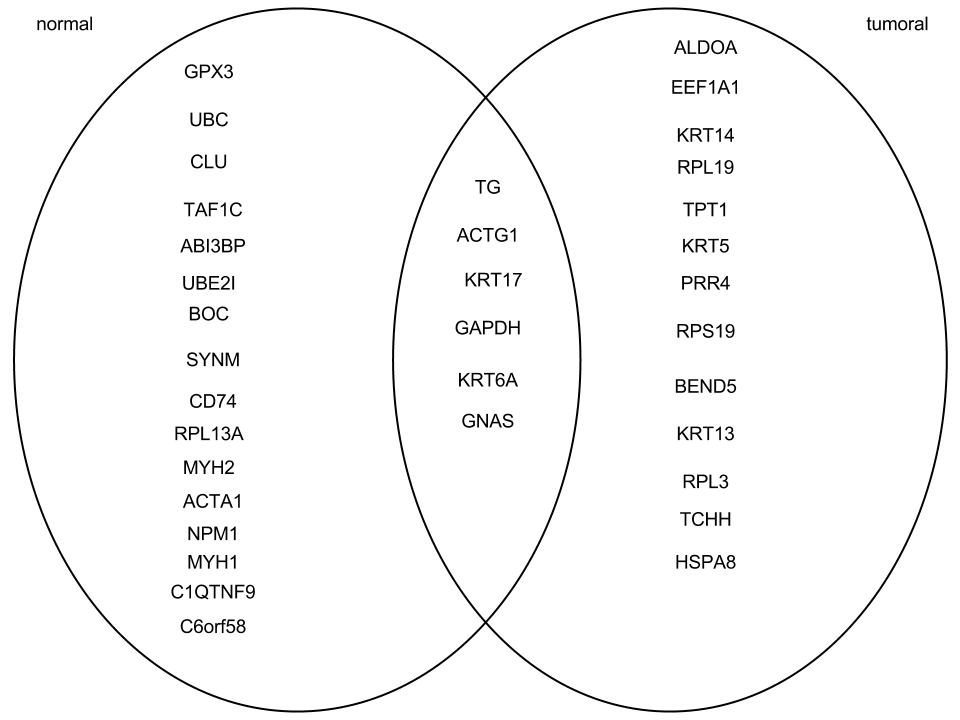 normal
tumoral
GPX3
UBC
CLU
TAF1C
ABI3BP
UBE2I
BOC
SYNM
CD74
RPL13A
MYH2
ACTA1
NPM1
MYH1
C1QTNF9
C6orf58
TG
ACTG1
KRT17
GAPDH
KRT6A
GNAS
ALDOA
EEF1A1
KRT14
RPL19
TPT1
KRT5
PRR4
RPS19
BEND5
KRT13
RPL3
TCHH
HSPA8